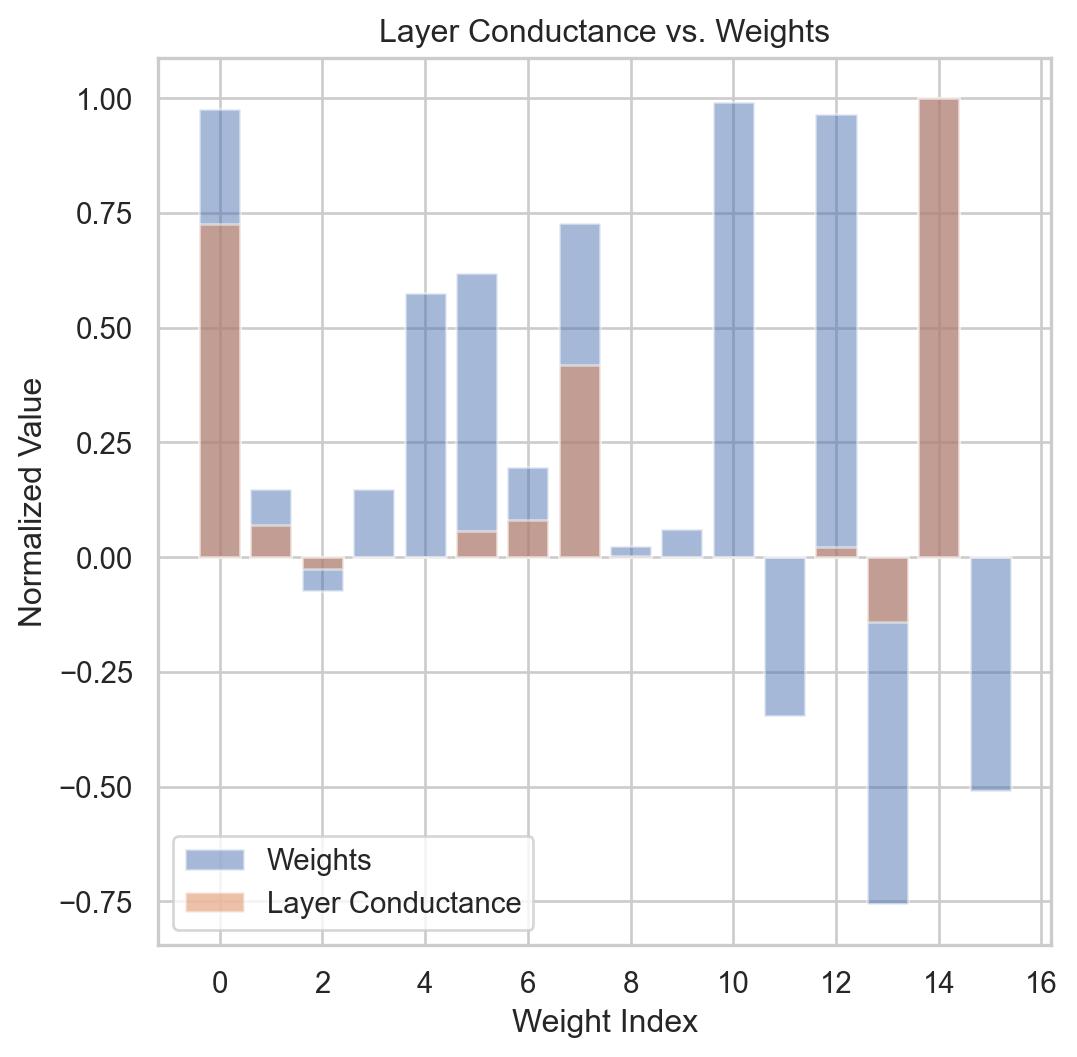 Layer Conductance vs. Weights
1.00
0.75
0.50
0.25
0.00
−0.25
−0.50
−0.75
Normalized Value
Weights
Layer Conductance
0 2 4 6 8 10 12 14 16
Weight Index